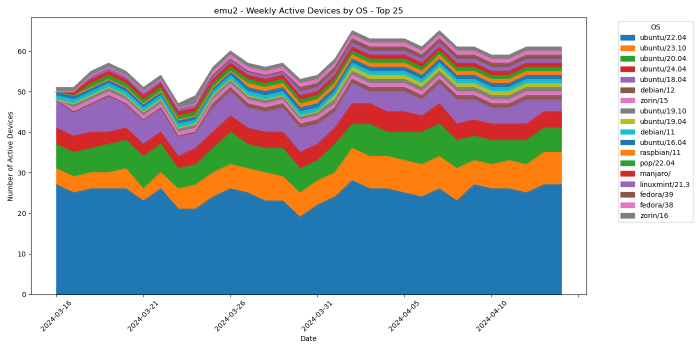 emu2 - Weekly Active Devices by OS - Top 25
Number of Active Devices
60
50
40
30
20
10
0
2024-03-16
2024-03-21
2024-03-26
2024-03-31
2024-04-05
2024-04-10
Date
OS
ubuntu/22.04
ubuntu/23.10
ubuntu/20.04
ubuntu/24.04
ubuntu/18.04
debian/12
zorin/15
ubuntu/19.10
ubuntu/19.04
debian/11
ubuntu/16.04
raspbian/11
pop/22.04
manjaro/
linuxmint/21.3
fedora/39
fedora/38
zorin/16